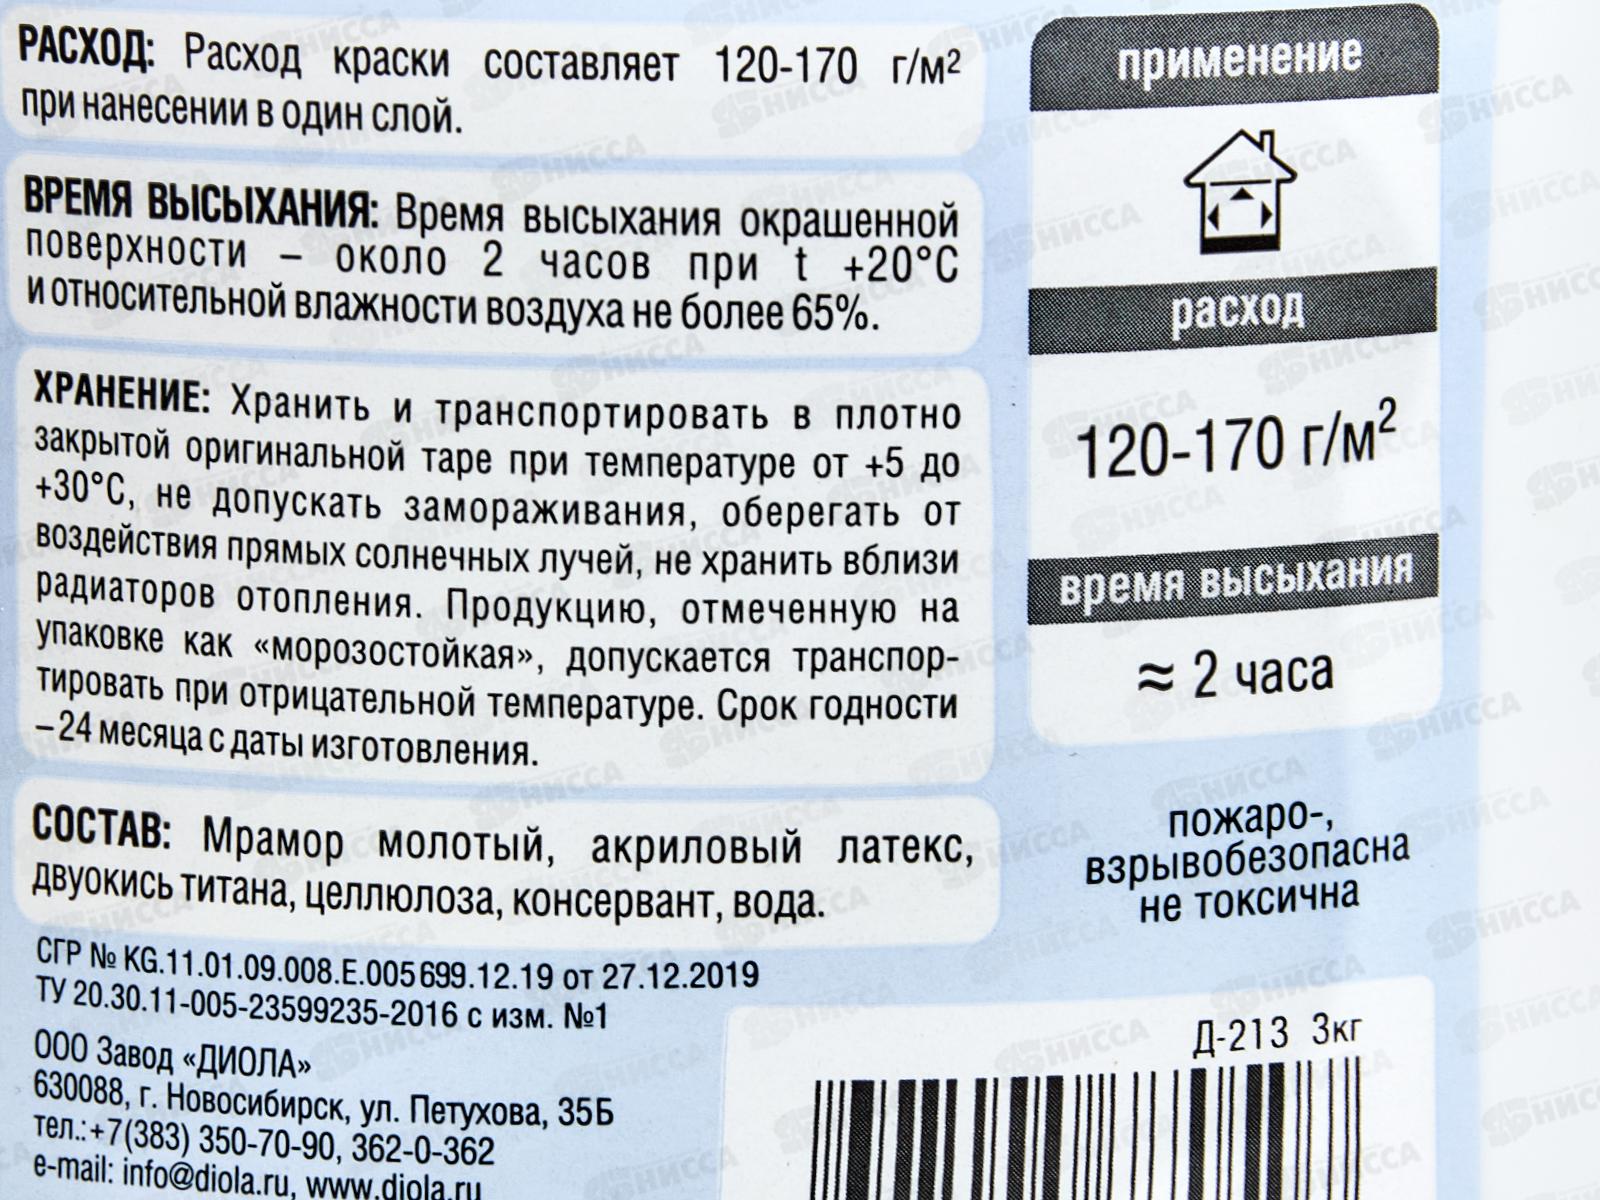 РАСХОД: Расход краски составляет 120-170 г/м²
при нанесении в один слой.
ВРЕМЯ ВЫСЫХАНИЯ: Время высыхания окрашенной
поверхности – около 2 часов при t +20°C
и относительной влажности воздуха не более 65%.
ХРАНЕНИЕ: Хранить и транспортировать в плотно
закрытой оригинальной таре при температуре от +5 до
+30°С, не допускать замораживания, оберегать от
воздействия прямых солнечных лучей, не хранить вблизи
радиаторов отопления. Продукцию, отмеченную на
упаковке как «морозостойкая», допускается транспор-
тировать при отрицательной температуре. Срок годности
– 24 месяца с даты изготовления.
СОСТАВ: Мрамор молотый, акриловый латекс,
двуокись титана, целлюлоза, консервант, вода.
СГР № KG.11.01.09.008.E.005699.12.19 от 27.12.2019
ТУ 20.30.11-005-23599235-2016 с изм. №1
ООО Завод «ДИОЛА»
630088, г. Новосибирск, ул. Петухова, 35Б
тел.:+7(383) 350-70-90, 362-0-362
e-mail: info@diola.ru, www.diola.ru
применение
расход
120-170 г/м²
время высыхания
≈ 2 часа
пожаро-,
взрывобезопасна
не токсична
Д-213 3кг
НИССА